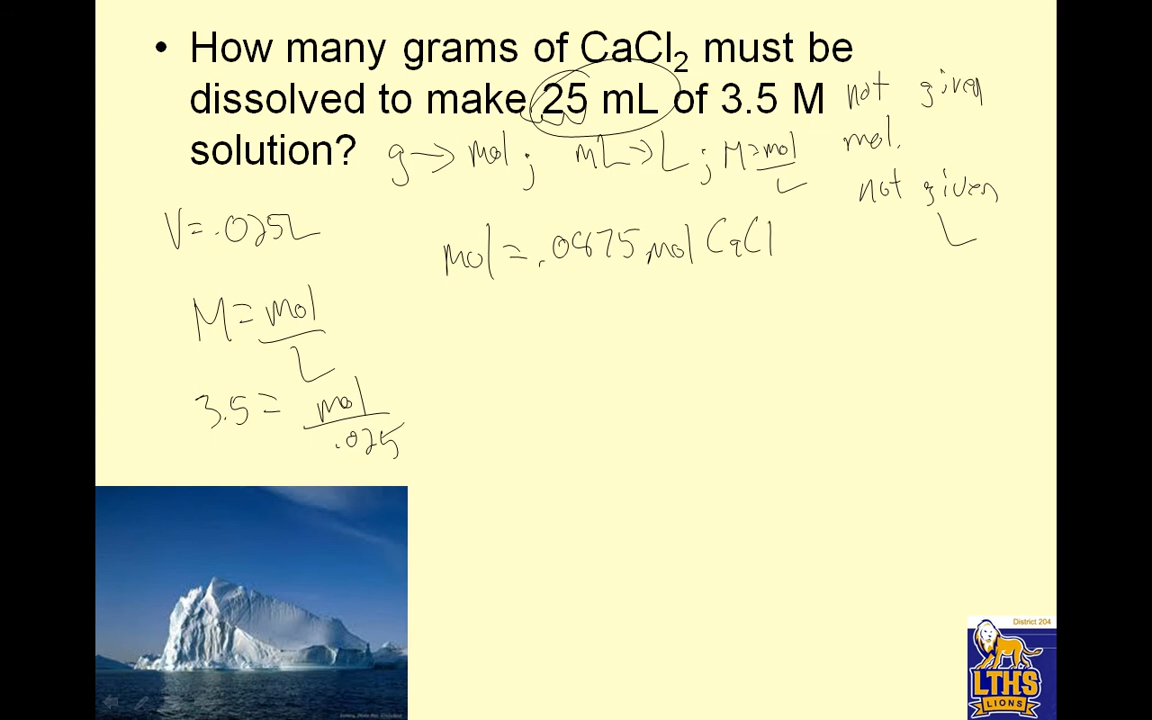 • How many grams of CaCl₂ must be
dissolved to make 25 mL of 3.5 M
solution?
not given
mol.
not given
L
g → mol ; mL → L ; M = mol/L
V = .025L
mol = .0875 mol CaCl
M = mol/L
3.5 = mol/.025
District 204
LTHS
LIONS